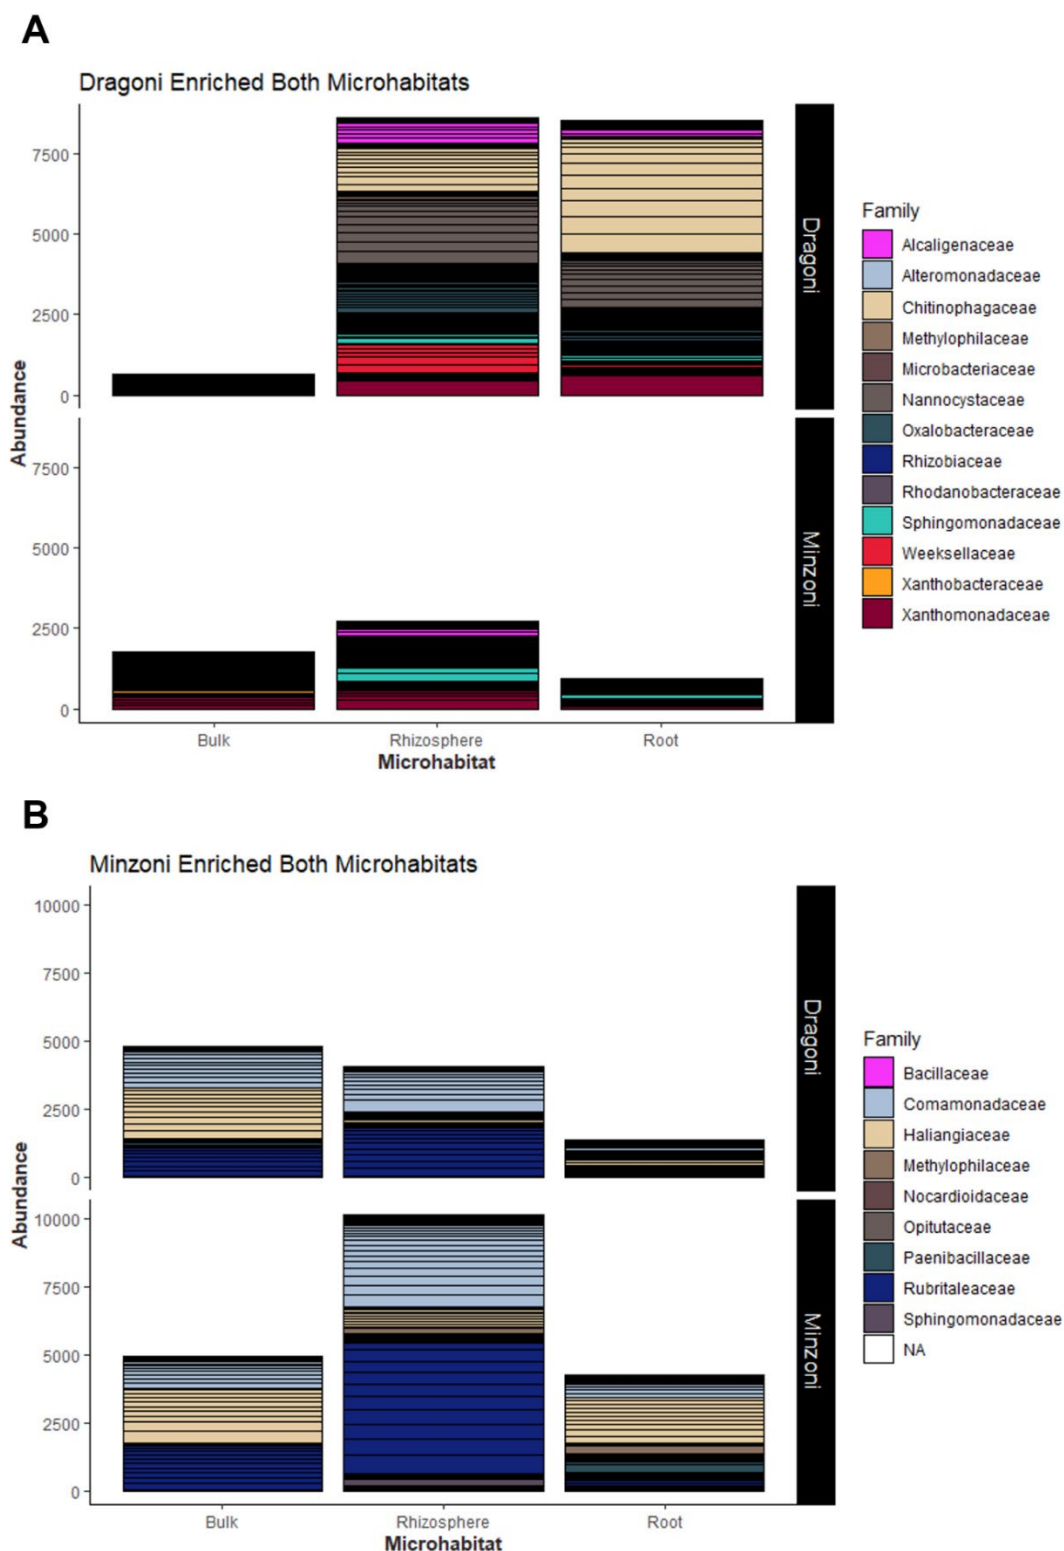 A
Dragoni Enriched Both Microhabitats
Abundance
7500
5000
2500
0
Dragoni
7500
5000
2500
0
Minzoni
Bulk
Rhizosphere
Root
Microhabitat
Family
Alcaligenaceae
Alteromonadaceae
Chitinophagaceae
Methylophilaceae
Microbacteriaceae
Nannocystaceae
Oxalobacteraceae
Rhizobiaceae
Rhodanobacteraceae
Sphingomonadaceae
Weeksellaceae
Xanthobacteraceae
Xanthomonadaceae
B
Minzoni Enriched Both Microhabitats
Abundance
10000
7500
5000
2500
0
Dragoni
10000
7500
5000
2500
0
Minzoni
Bulk
Rhizosphere
Root
Microhabitat
Family
Bacillaceae
Comamonadaceae
Haliangiaceae
Methylophilaceae
Nocardioidaceae
Opitutaceae
Paenibacillaceae
Rubritaleaceae
Sphingomonadaceae
NA